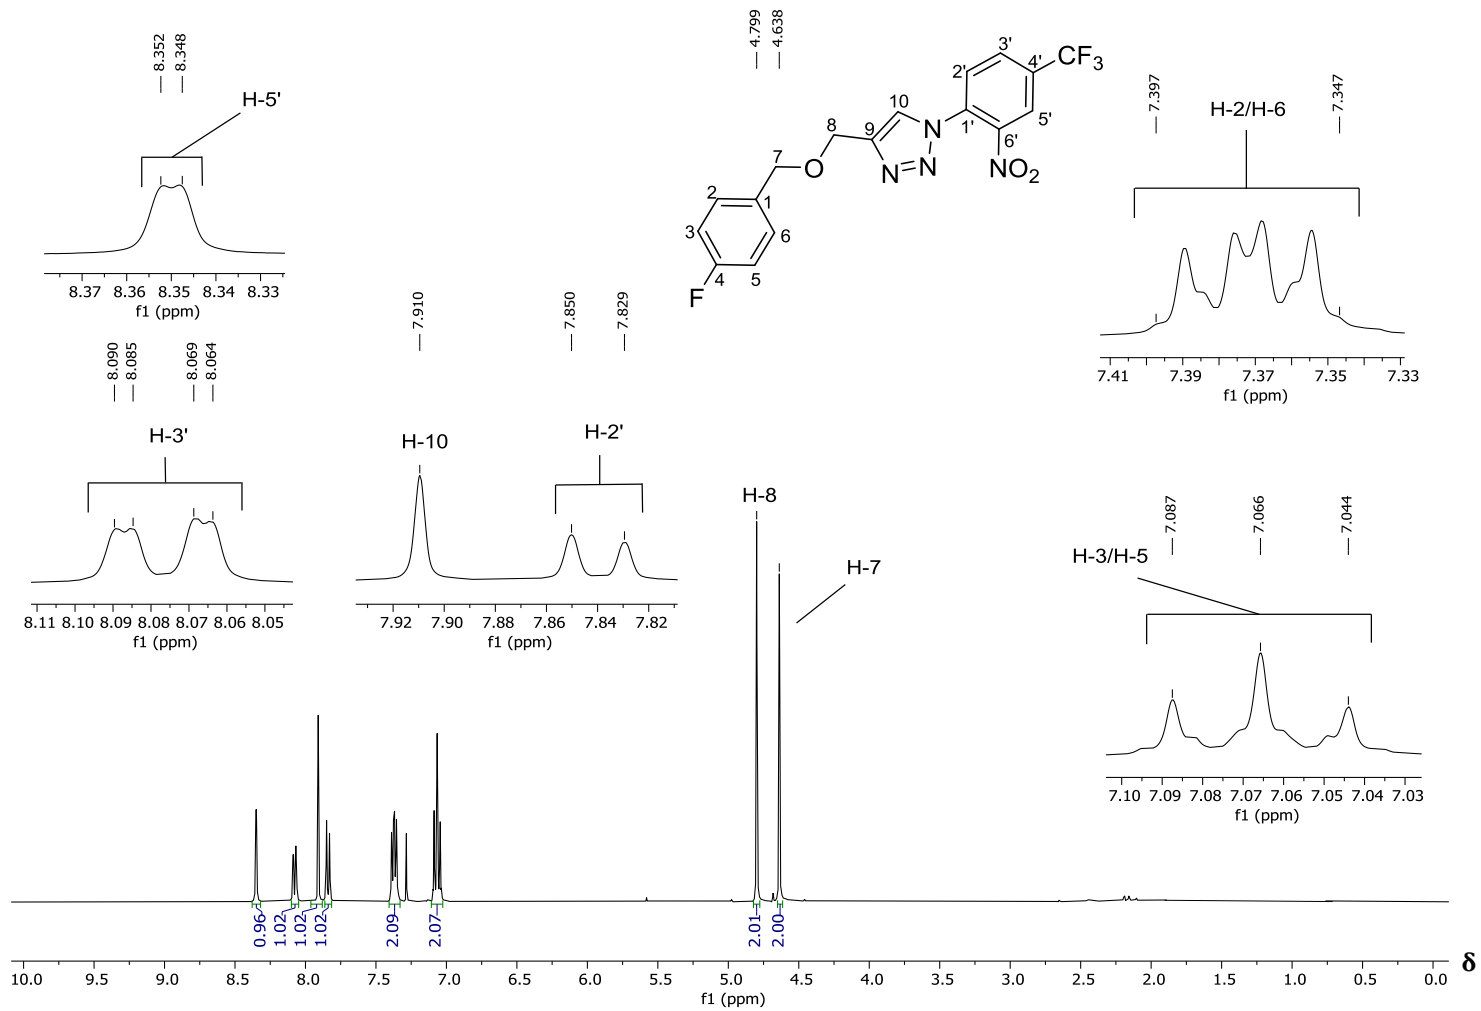 8.352
8.348
H-5'
8.37 8.36 8.35 8.34 8.33
f1 (ppm)
8.090
8.085
8.069
8.064
H-3'
8.11 8.10 8.09 8.08 8.07 8.06 8.05
f1 (ppm)
7.910
7.850
7.829
H-10
H-2'
7.92 7.90 7.88 7.86 7.84 7.82
f1 (ppm)
4.799
4.638
3'
2'
4'
CF3
10
1'
5'
6'
8
9
N
N
N
NO2
7
O
2
1
3
6
4
5
F
H-8
H-7
7.397
7.347
H-2/H-6
7.41 7.39 7.37 7.35 7.33
f1 (ppm)
7.087
7.066
7.044
H-3/H-5
7.10 7.09 7.08 7.07 7.06 7.05 7.04 7.03
f1 (ppm)
0.96
1.02
1.02
1.02
2.09
2.07
2.01
2.00
10.0 9.5 9.0 8.5 8.0 7.5 7.0 6.5 6.0 5.5 5.0 4.5 4.0 3.5 3.0 2.5 2.0 1.5 1.0 0.5 0.0
f1 (ppm)
δ